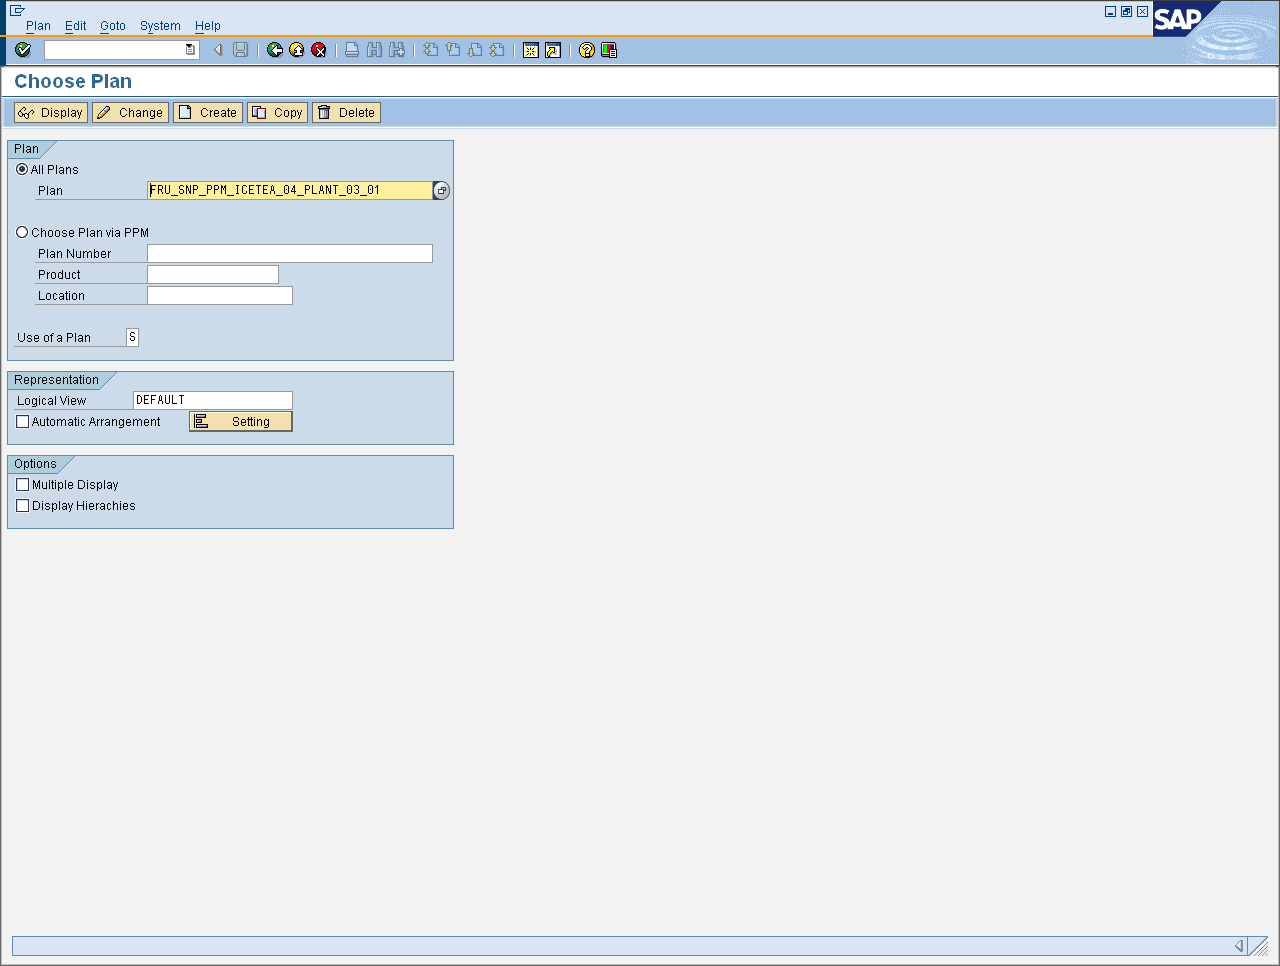 Plan Edit Goto System Help
SAP
Choose Plan
Display Change Create Copy Delete
Plan
All Plans
Plan FRU_SNP_PPM_ICETEA_04_PLANT_03_01
Choose Plan via PPM
Plan Number
Product
Location
Use of a Plan S
Representation
Logical View DEFAULT
Automatic Arrangement Setting
Options
Multiple Display
Display Hierachies